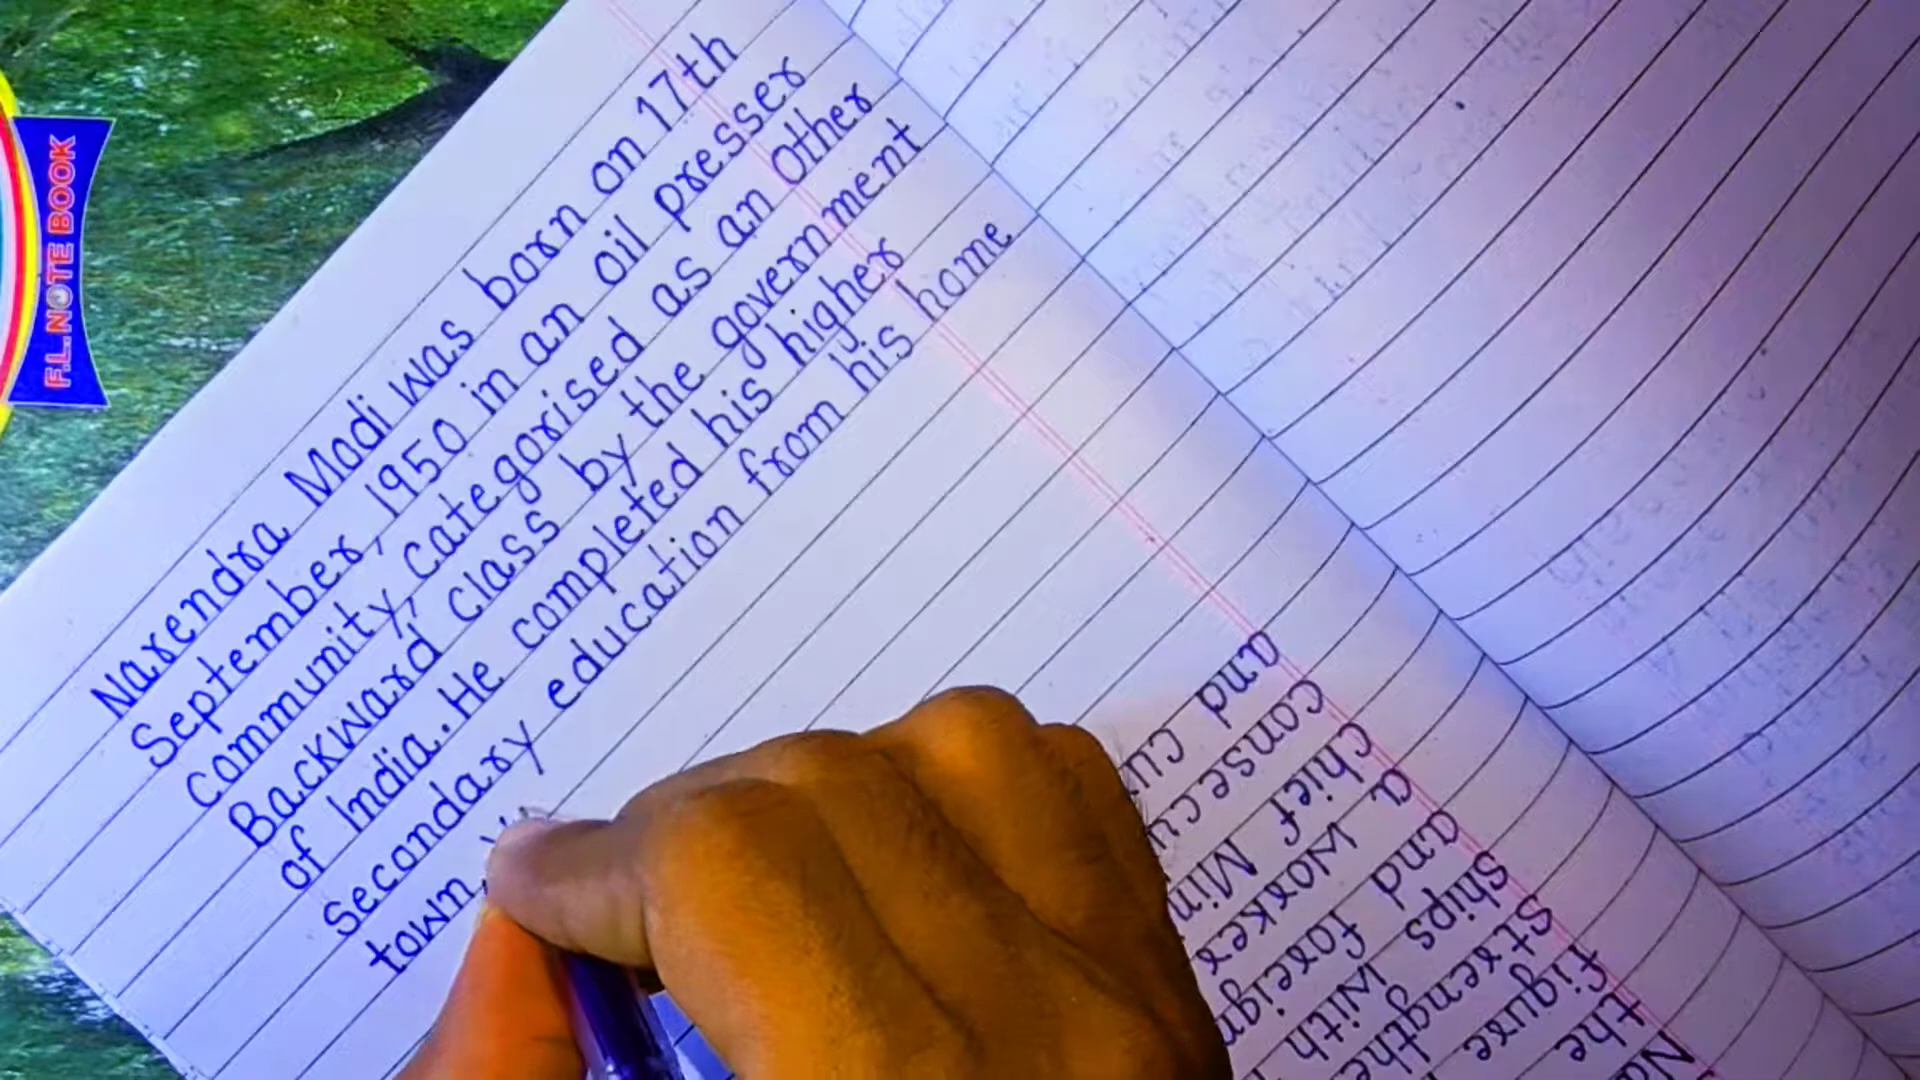 Narendra Modi was born on 17th
September, 1950 in an oil presser
community, categorised as an Other
Backward class by the government
of India. He completed his higher
Secondary education from his home
town
and
consecu
chief Min
a worker
and foreign
Ships with
Strengthe
figure
the
F.L. NOTE BOOK